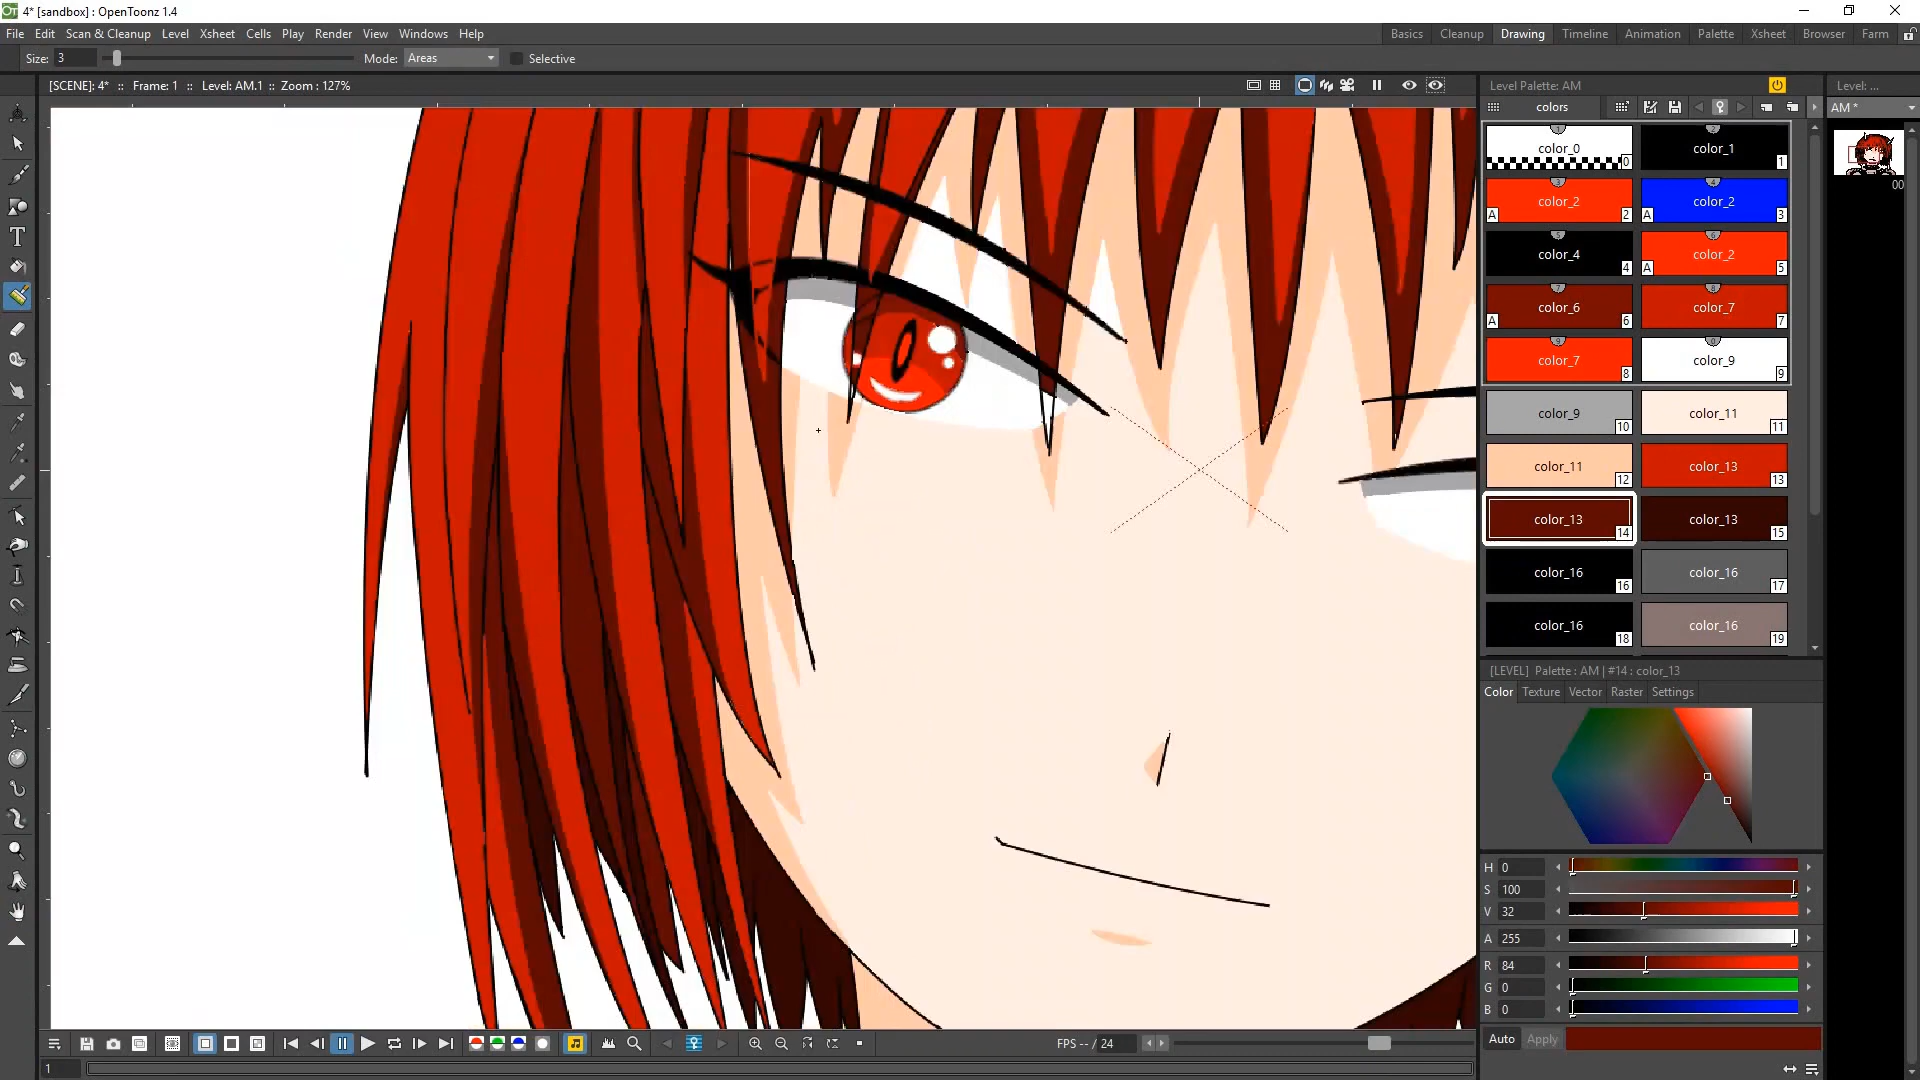 4* [sandbox] : OpenToonz 1.4
File Edit Scan & Cleanup Level Xsheet Cells Play Render View Windows Help
Basics Cleanup Drawing Timeline Animation Palette Xsheet Browser Farm
Size: 3 Mode: Areas Selective
[SCENE]: 4* :: Frame: 1 :: Level: AM.1 :: Zoom : 127%
Level Palette: AM
Level: ...
colors
AM *
color_0 0
color_1 1
A color_2 2
A color_2 3
color_4 4
A color_2 5
A color_6 6
color_7 7
color_7 8
color_9 9
color_9 10
color_11 11
color_11 12
color_13 13
color_13 14
color_13 15
color_16 16
color_16 17
color_16 18
color_16 19
00
[LEVEL] Palette : AM | #14 : color_13
Color Texture Vector Raster Settings
H 0
S 100
V 32
A 255
R 84
G 0
B 0
Auto Apply
FPS -- / 24
1